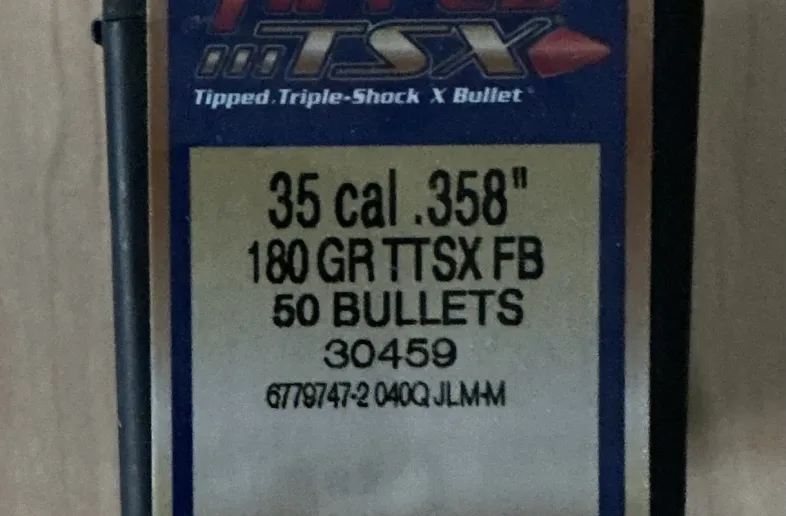 TIPPED
TSX
Tipped Triple-Shock X Bullet
35 cal .358"
180 GR TTSX FB
50 BULLETS
30459
6779747-2 040Q JLM-M